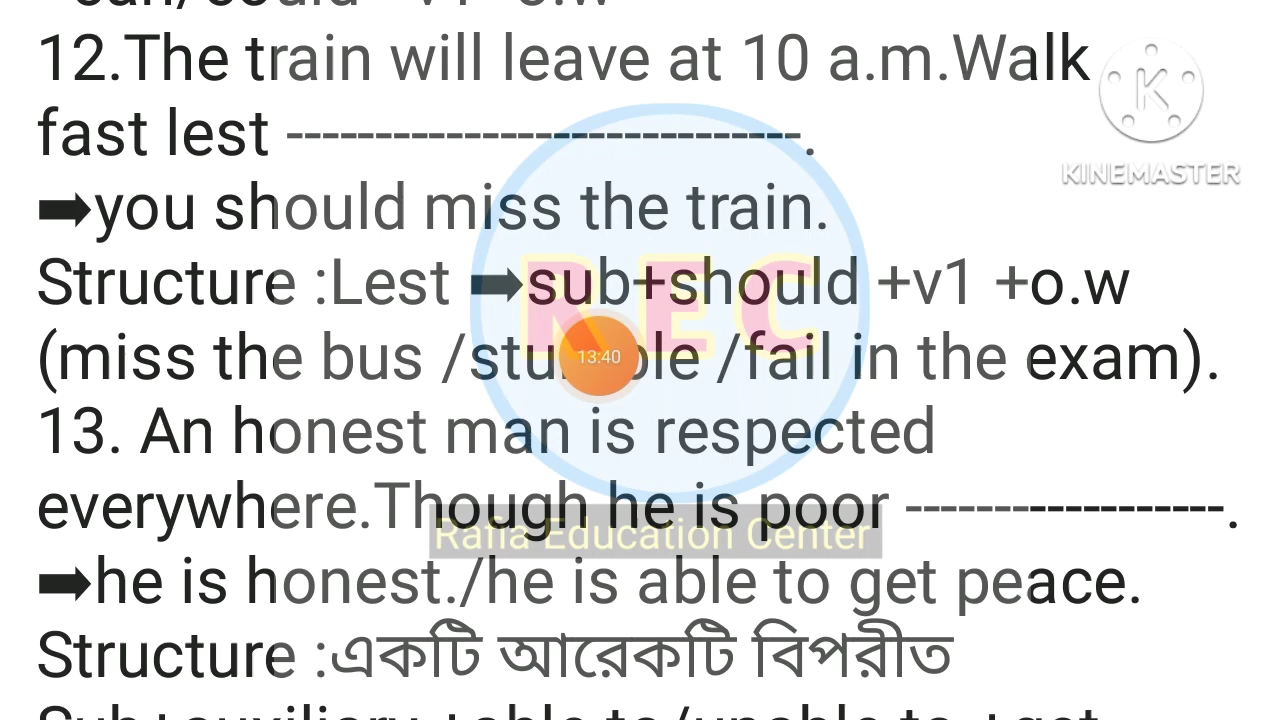 12.The train will leave at 10 a.m.Walk
fast lest -----------------------------.
➡you should miss the train.
Structure :Lest ➡sub+should +v1 +o.w
(miss the bus / /fail in the exam).
13. An honest man is respected
everywhere.Though he is poor ------------------.
➡he is honest./he is able to get peace.
Structure :একটি আরেকটি বিপরীত
K
KINEMASTER
REC
13:40
Rafia Education Center